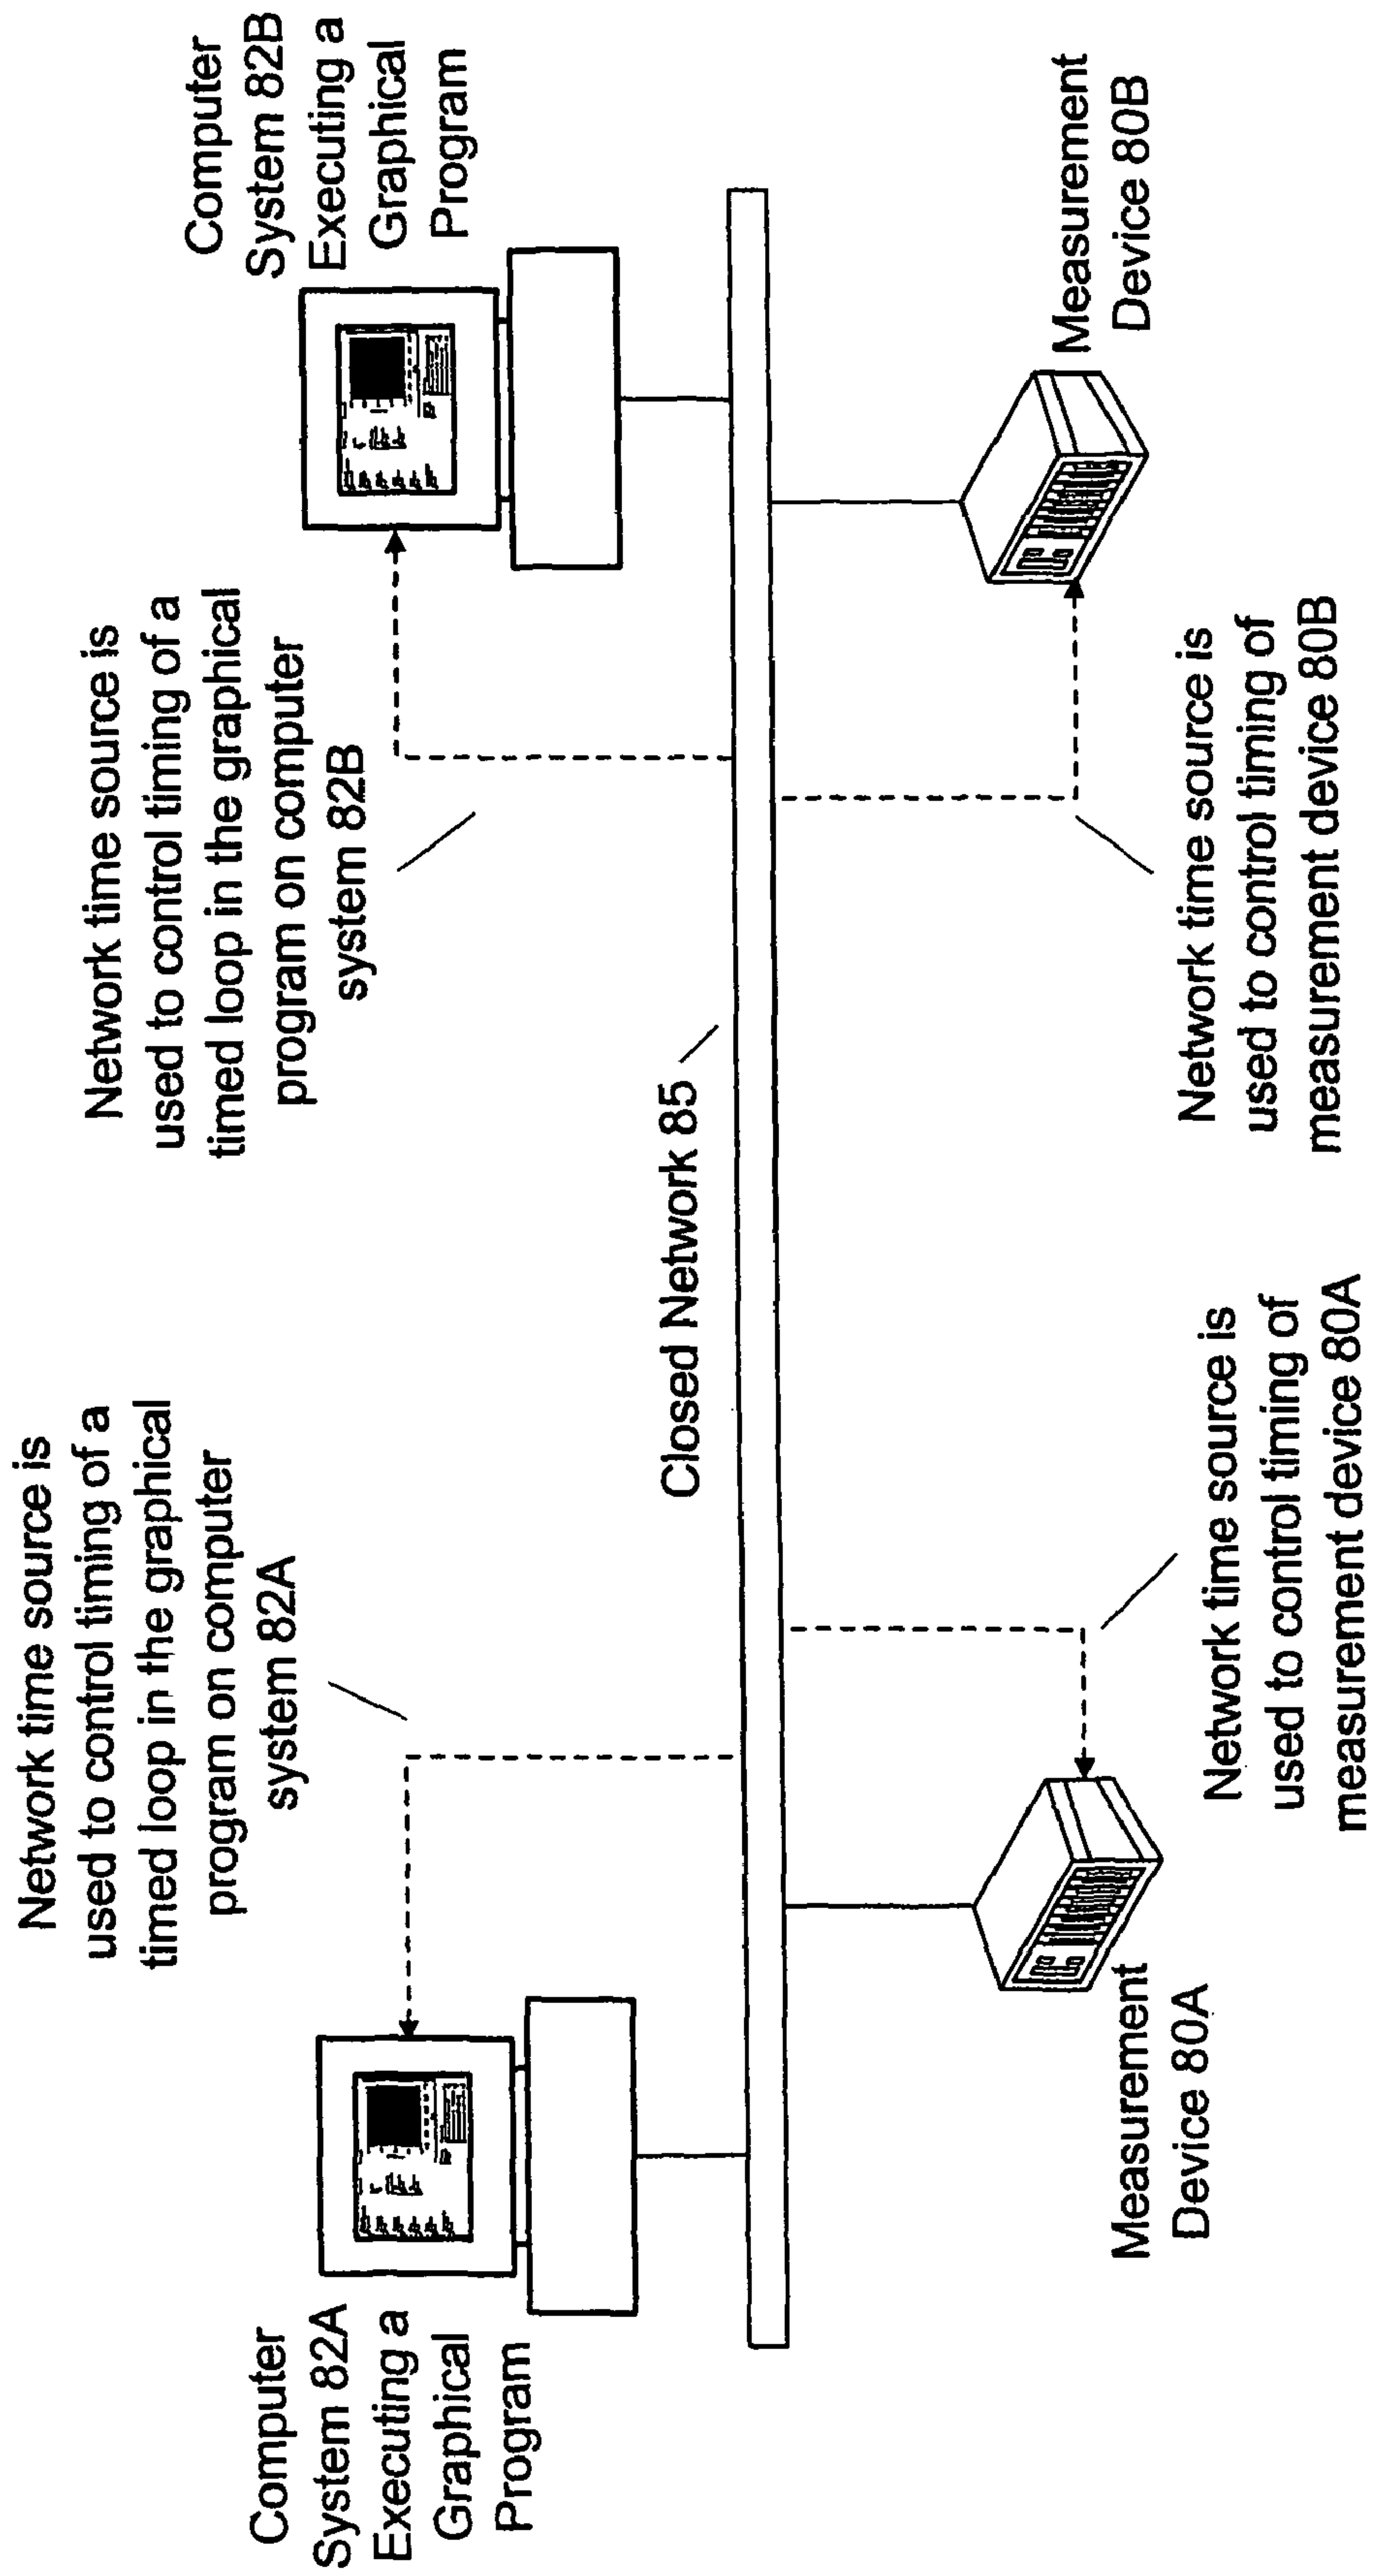 Computer
System 82A
Executing a
Graphical
Program
Network time source is
used to control timing of a
timed loop in the graphical
program on computer
system 82A
Network time source is
used to control timing of a
timed loop in the graphical
program on computer
system 82B
Computer
System 82B
Executing a
Graphical
Program
Closed Network 85
Measurement
Device 80A
Network time source is
used to control timing of
measurement device 80A
Network time source is
used to control timing of
measurement device 80B
Measurement
Device 80B